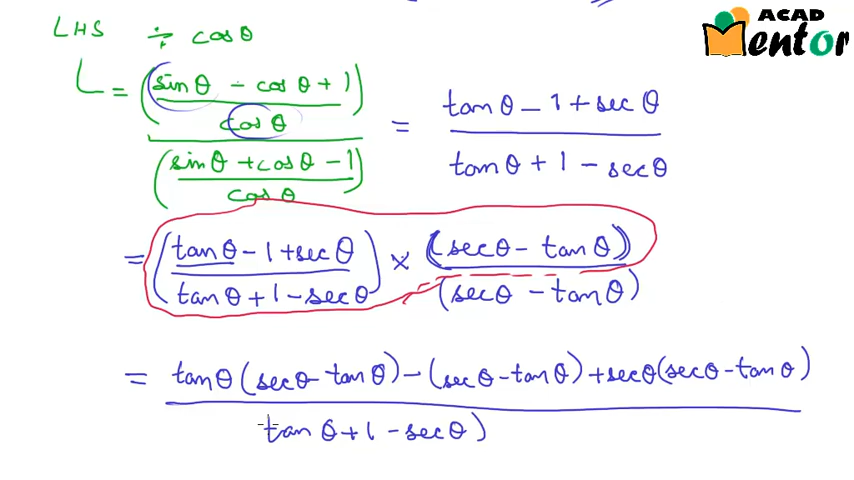 LHS ÷ cosθ
ACAD
mentor
= ((sinθ - cosθ + 1)/cosθ) / ((sinθ + cosθ - 1)/cosθ) = (tanθ - 1 + secθ)/(tanθ + 1 - secθ)
= ((tanθ - 1 + secθ)/(tanθ + 1 - secθ)) × (secθ - tanθ)/(secθ - tanθ)
= tanθ(secθ - tanθ) - (secθ - tanθ) + secθ(secθ - tanθ)
tanθ + 1 - secθ)